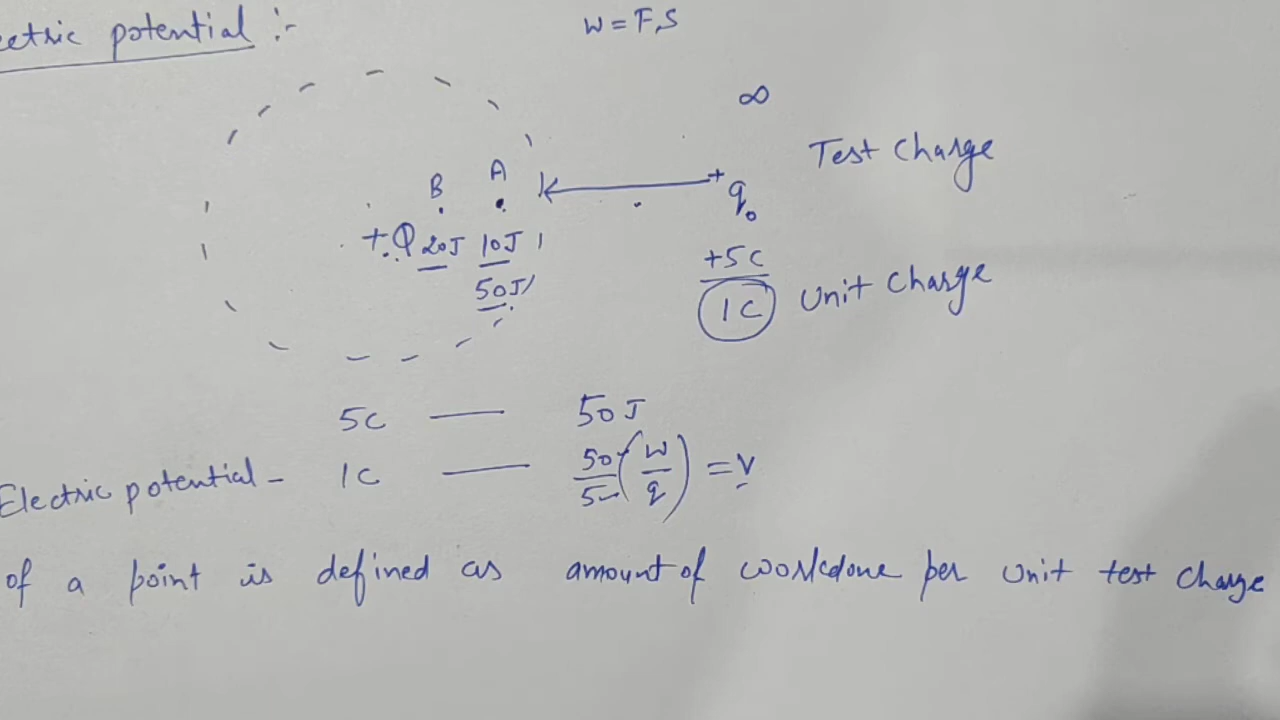 etric potential :-
W = F.S
∞
Test charge
B A
+ q₀
+Q 20J 10J
50J
+5C
1C Unit charge
5C — 50J
Electric potential - 1C — 50/5 (W/q) = V
of a point is defined as amount of workdone per unit test charge